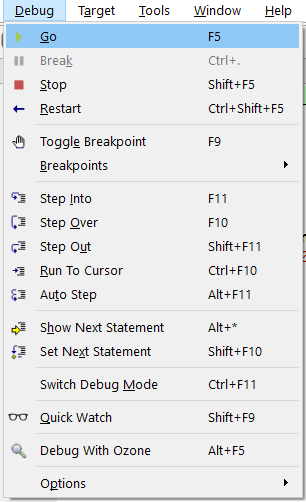 Debug Target Tools Window Help
Go F5
Break Ctrl+.
Stop Shift+F5
Restart Ctrl+Shift+F5
Toggle Breakpoint F9
Breakpoints
Step Into F11
Step Over F10
Step Out Shift+F11
Run To Cursor Ctrl+F10
Auto Step Alt+F11
Show Next Statement Alt+*
Set Next Statement Shift+F10
Switch Debug Mode Ctrl+F11
Quick Watch Shift+F9
Debug With Ozone Alt+F5
Options